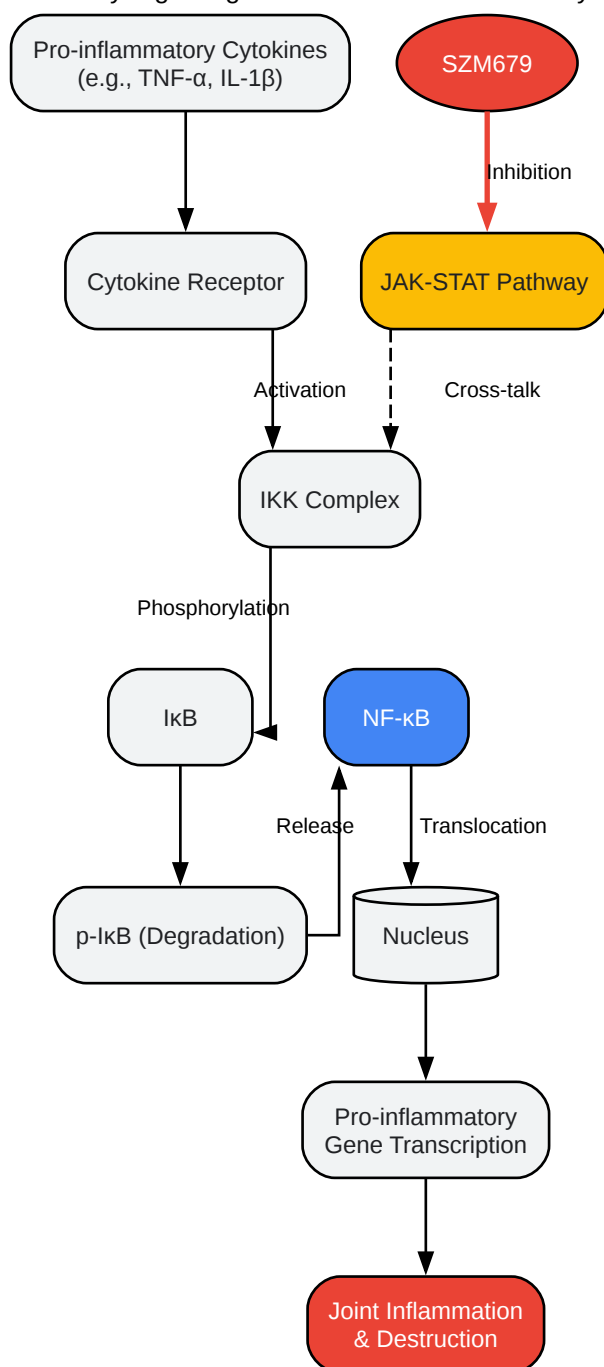 Pro-inflammatory Cytokines
(e.g., TNF-α, IL-1β)
SZM679
Inhibition
Cytokine Receptor
JAK-STAT Pathway
Activation
Cross-talk
IKK Complex
Phosphorylation
IκB
NF-κB
Release
Translocation
p-IκB (Degradation)
Nucleus
Pro-inflammatory
Gene Transcription
Joint Inflammation
& Destruction